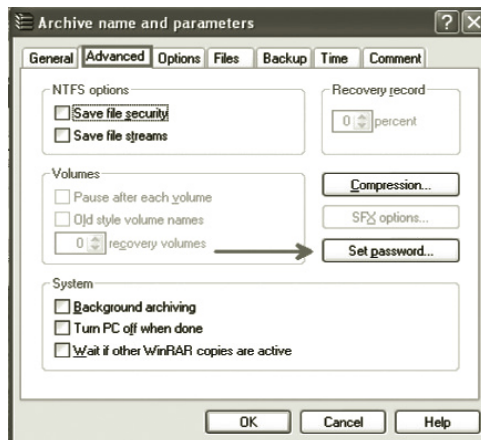 Archive name and parameters
General Advanced Options Files Backup Time Comment
NTFS options
Save file security
Save file streams
Recovery record
0 percent
Volumes
Pause after each volume
Old style volume names
0 recovery volumes
Compression...
SFX options...
Set password...
System
Background archiving
Turn PC off when done
Wait if other WinRAR copies are active
OK Cancel Help